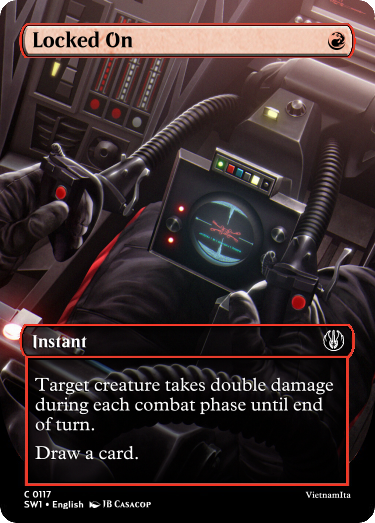 Locked On
Instant
Target creature takes double damage
during each combat phase until end
of turn.
Draw a card.
C 0117
SW1 • English JB Casacop
VietnamIta